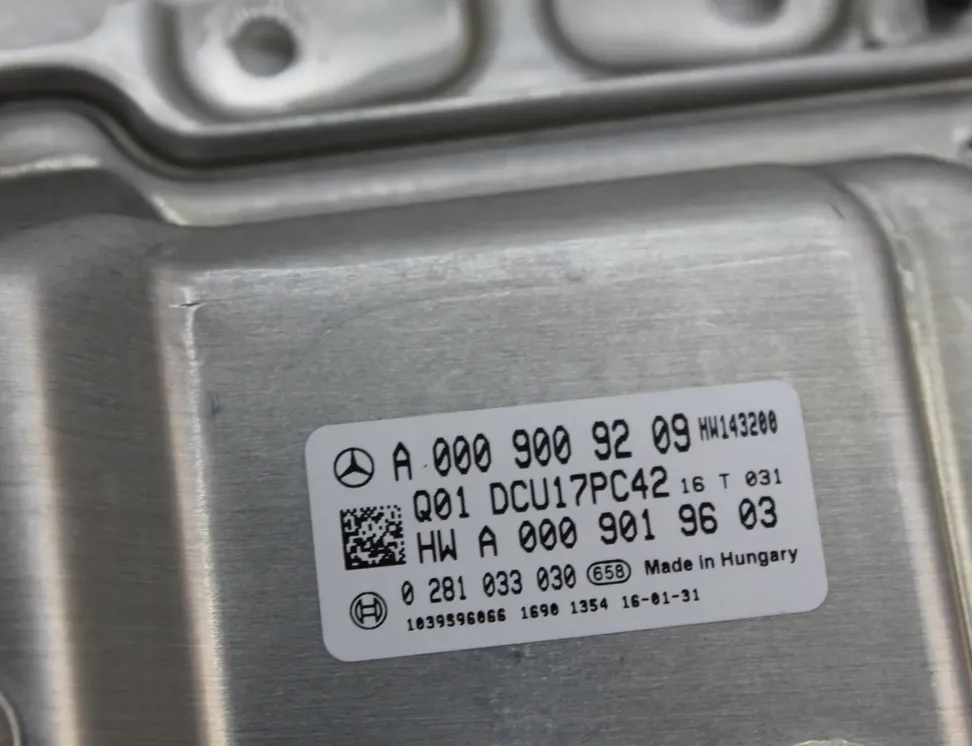 A 000 900 92 09 HW143200
Q01 DCU17PC42 16 T 031
HW A 000 901 96 03
0 281 033 030 658 Made in Hungary
1039S96066 1690 1354 16-01-31